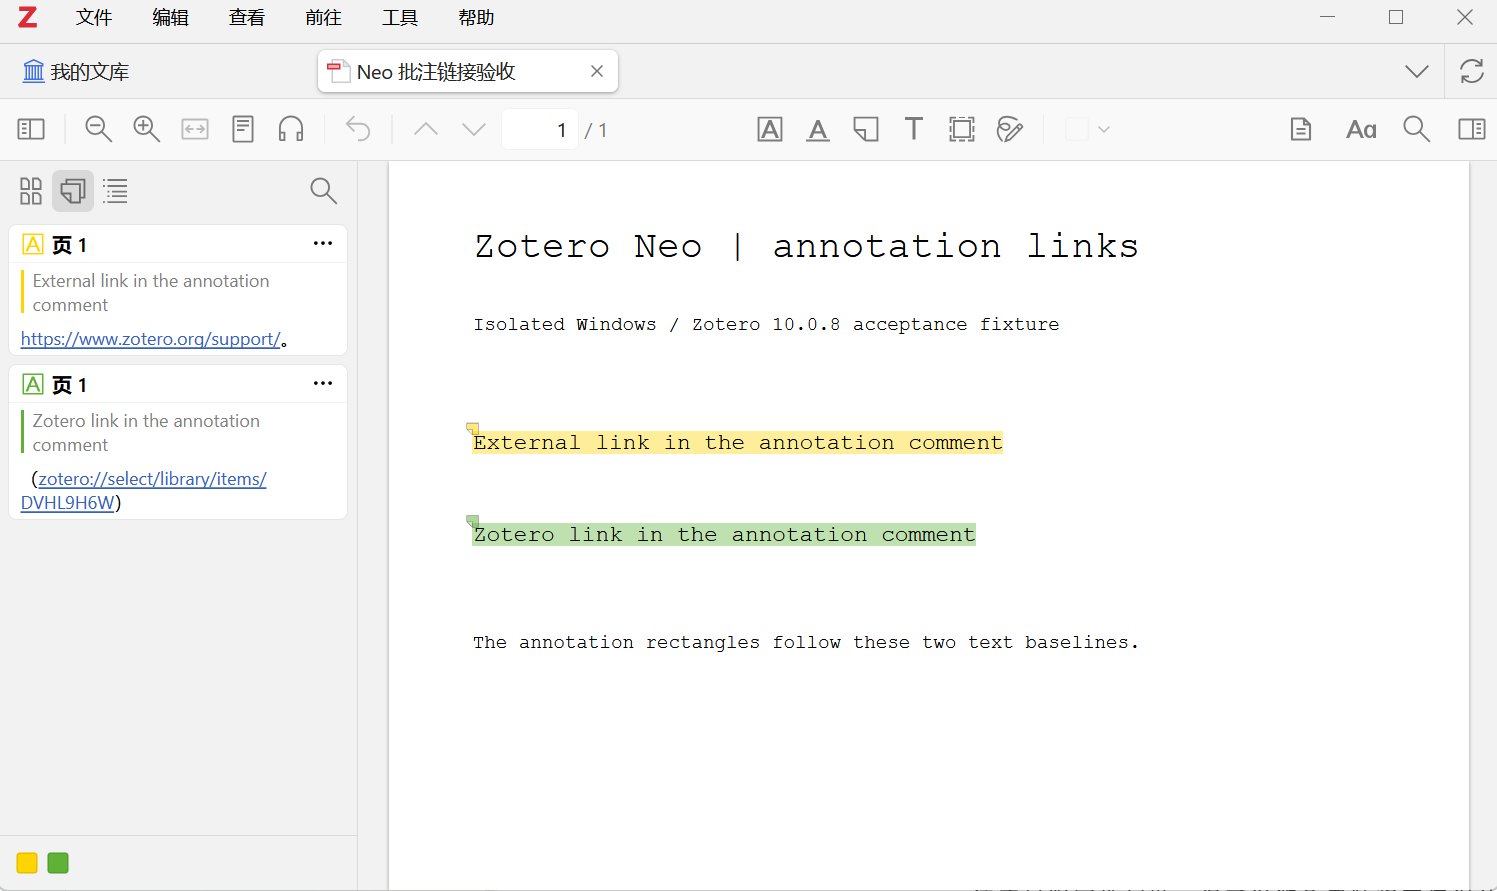 Z 文件 编辑 查看 前往 工具 帮助
我的文库 Neo 批注链接验收
1 / 1
A A T Aa
A 页 1
External link in the annotation
comment
https://www.zotero.org/support/。
A 页 1
Zotero link in the annotation
comment
（zotero://select/library/items/
DVHL9H6W）
Zotero Neo | annotation links
Isolated Windows / Zotero 10.0.8 acceptance fixture
External link in the annotation comment
Zotero link in the annotation comment
The annotation rectangles follow these two text baselines.